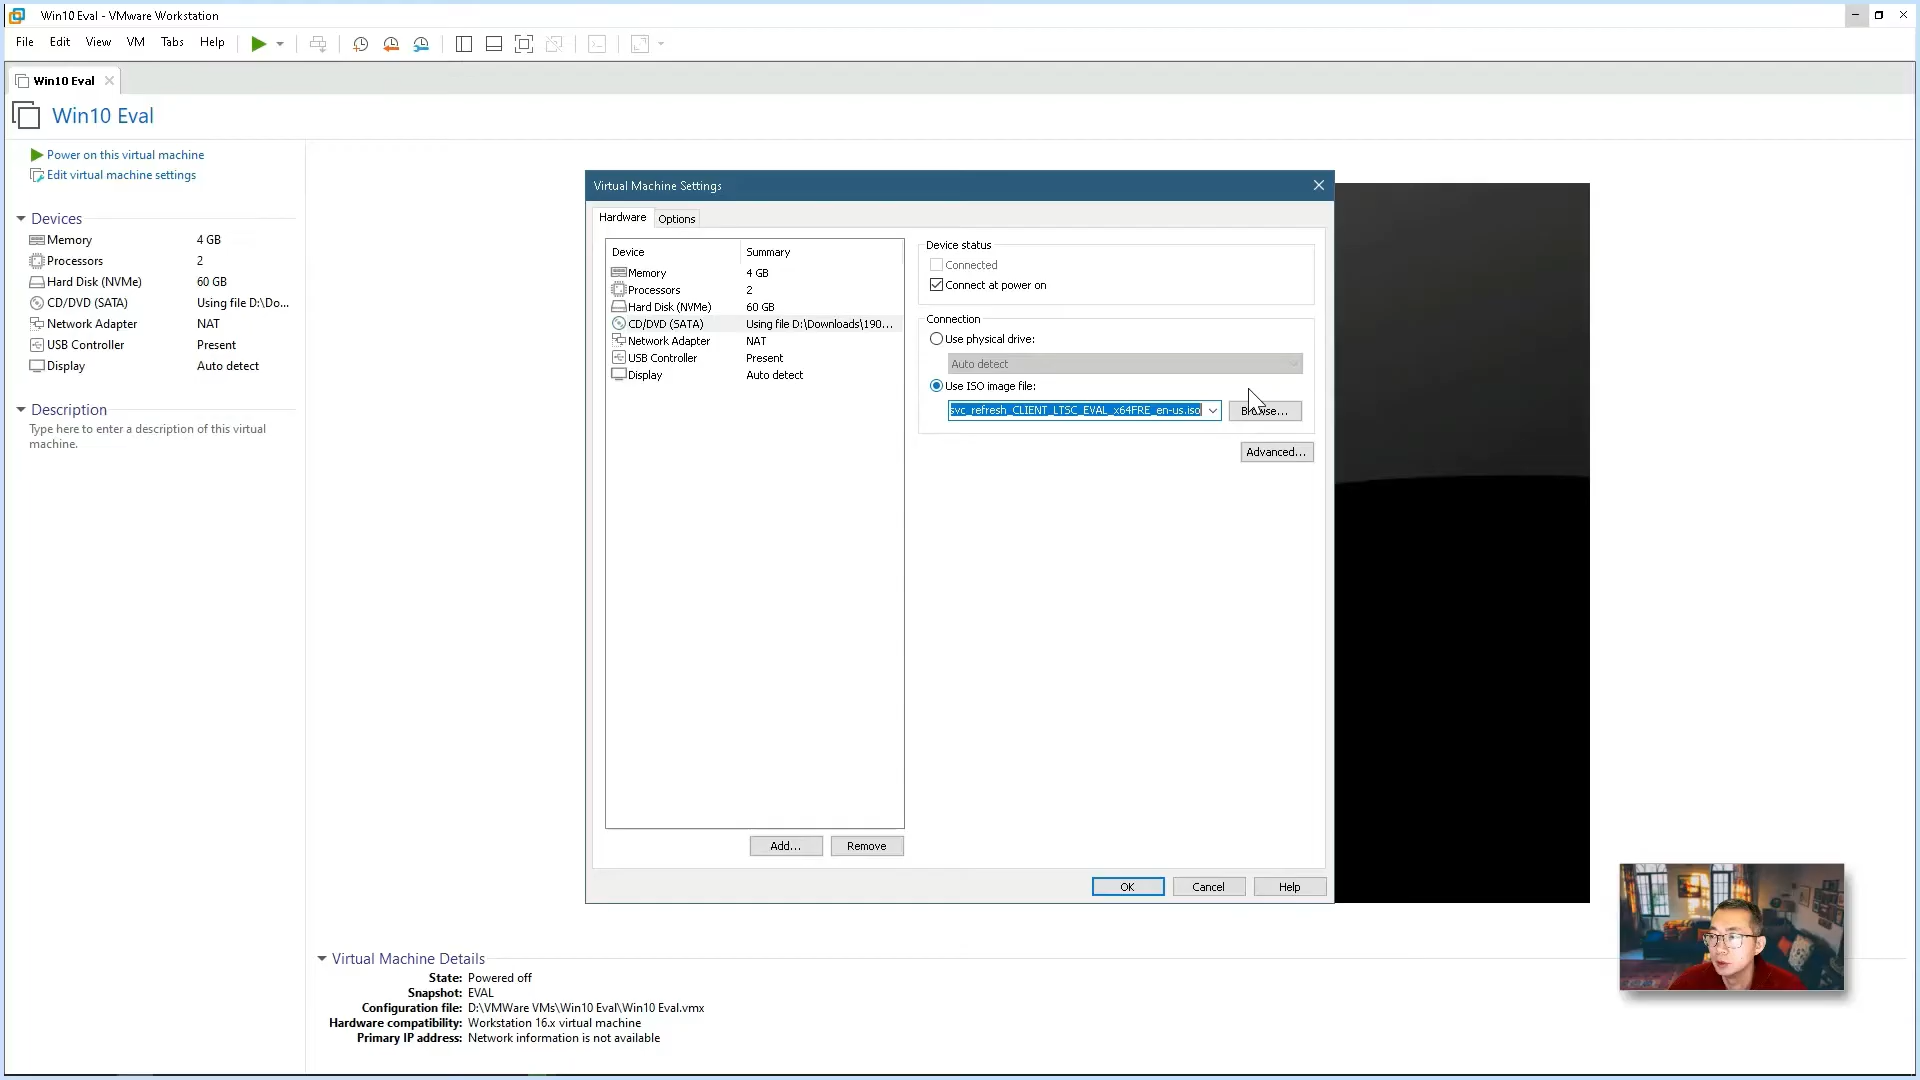 Win10 Eval - VMware Workstation
File Edit View VM Tabs Help
Win10 Eval
Win10 Eval
Power on this virtual machine
Edit virtual machine settings
Devices
Memory 4 GB
Processors 2
Hard Disk (NVMe) 60 GB
CD/DVD (SATA) Using file D:\Do...
Network Adapter NAT
USB Controller Present
Display Auto detect
Description
Type here to enter a description of this virtual
machine.
Virtual Machine Settings
Hardware Options
Device Summary
Memory 4 GB
Processors 2
Hard Disk (NVMe) 60 GB
CD/DVD (SATA) Using file D:\Downloads\190...
Network Adapter NAT
USB Controller Present
Display Auto detect
Add... Remove
Device status
Connected
Connect at power on
Connection
Use physical drive:
Auto detect
Use ISO image file:
svc_refresh_CLIENT_LTSC_EVAL_x64FRE_en-us.iso Browse...
Advanced...
OK Cancel Help
Virtual Machine Details
State: Powered off
Snapshot: EVAL
Configuration file: D:\VMWare VMs\Win10 Eval\Win10 Eval.vmx
Hardware compatibility: Workstation 16.x virtual machine
Primary IP address: Network information is not available